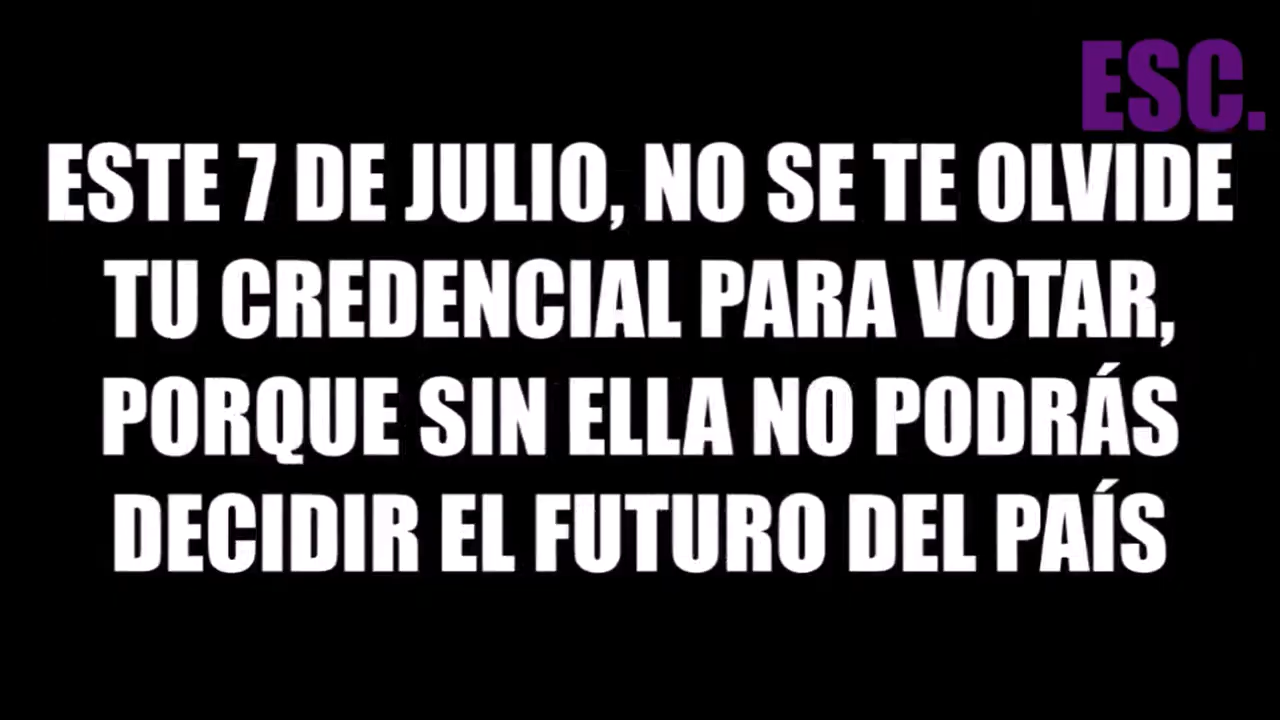 ESC.
ESTE 7 DE JULIO, NO SE TE OLVIDE
TU CREDENCIAL PARA VOTAR,
PORQUE SIN ELLA NO PODRÁS
DECIDIR EL FUTURO DEL PAÍS